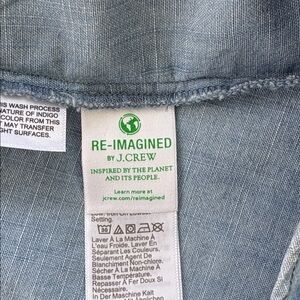 IS WASH PROCESS
NATURE OF INDIGO
COLOR FROM THIS
T MAY TRANSFER
GHT SURFACES.
RE-IMAGINED
BY J.CREW
INSPIRED BY THE PLANET
AND ITS PEOPLE.
Learn more at
jcrew.com/reimagined
Setting.
Laver À La Machine À
L'eau Froide, Laver En
Séparant Les Couleurs,
Seulement Agent De
Blanchiment Non-chlore,
Sécher À La Machine À
Basse Température.
Repasser À Fer Doux Si
Nécessaire
In Der Maschine Kalt